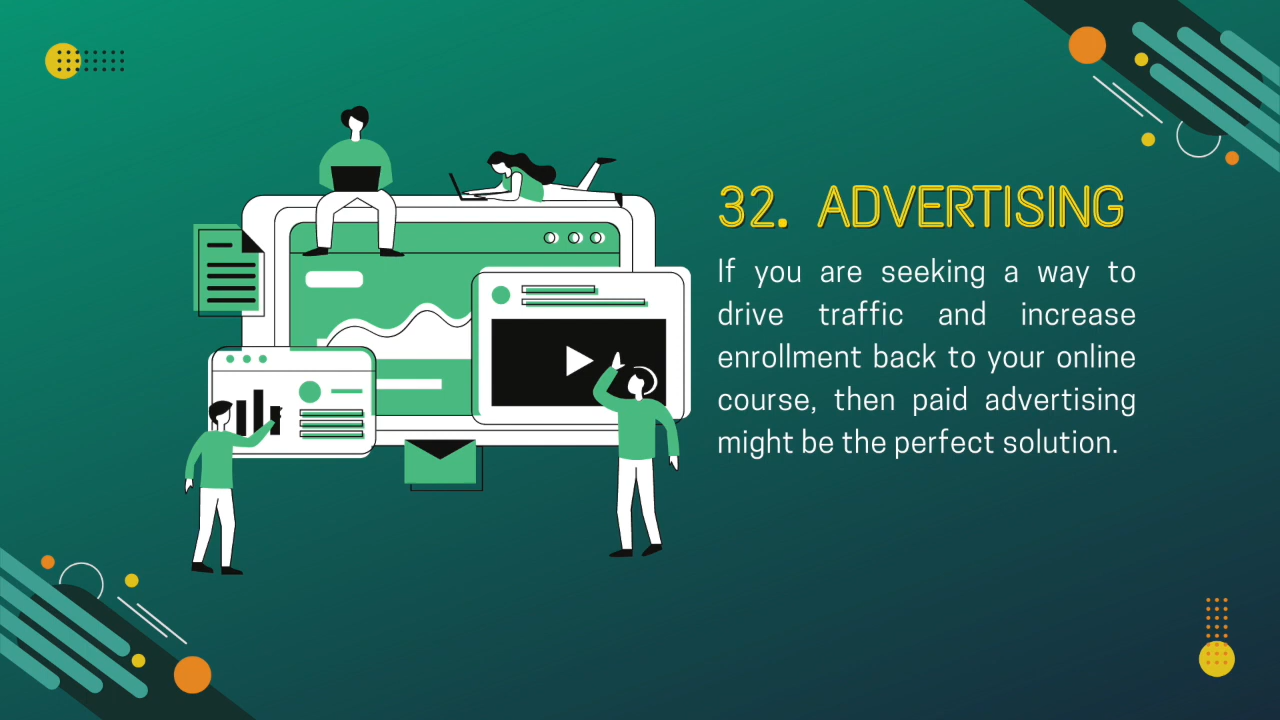 32. ADVERTISING
If you are seeking a way to
drive traffic and increase
enrollment back to your online
course, then paid advertising
might be the perfect solution.